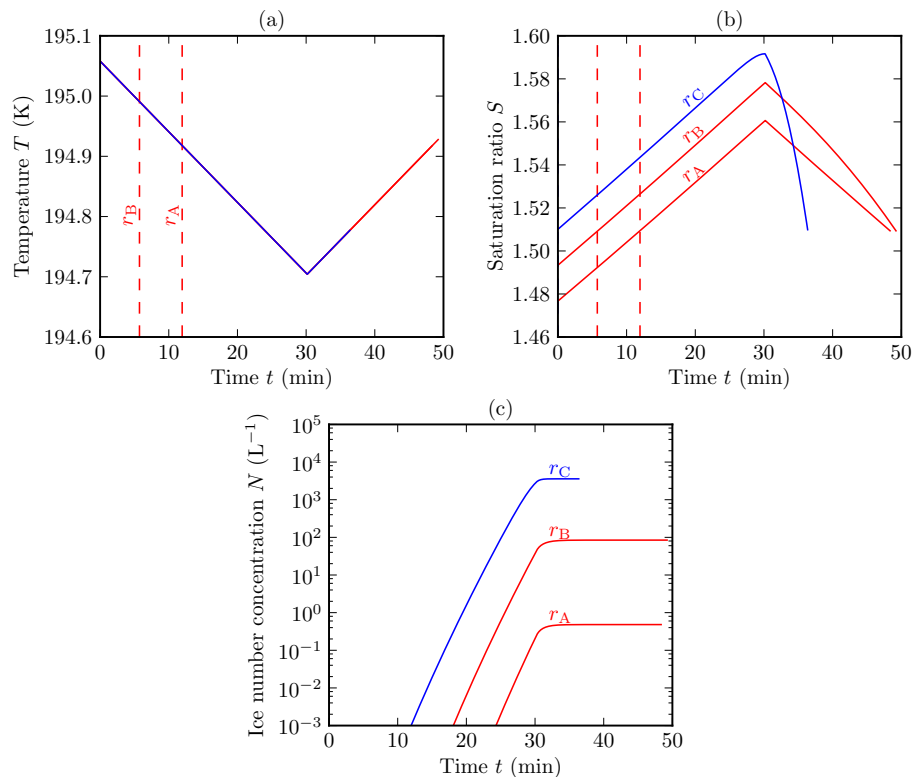 (a)
195.1
195.0
194.9
194.8
194.7
194.6
0 10 20 30 40 50
Temperature T (K)
Time t (min)
r_B
r_A
(b)
1.60
1.58
1.56
1.54
1.52
1.50
1.48
1.46
0 10 20 30 40 50
Saturation ratio S
Time t (min)
r_C
r_B
r_A
(c)
10^5
10^4
10^3
10^2
10^1
10^0
10^−1
10^−2
10^−3
0 10 20 30 40 50
Ice number concentration N (L^−1)
Time t (min)
r_C
r_B
r_A